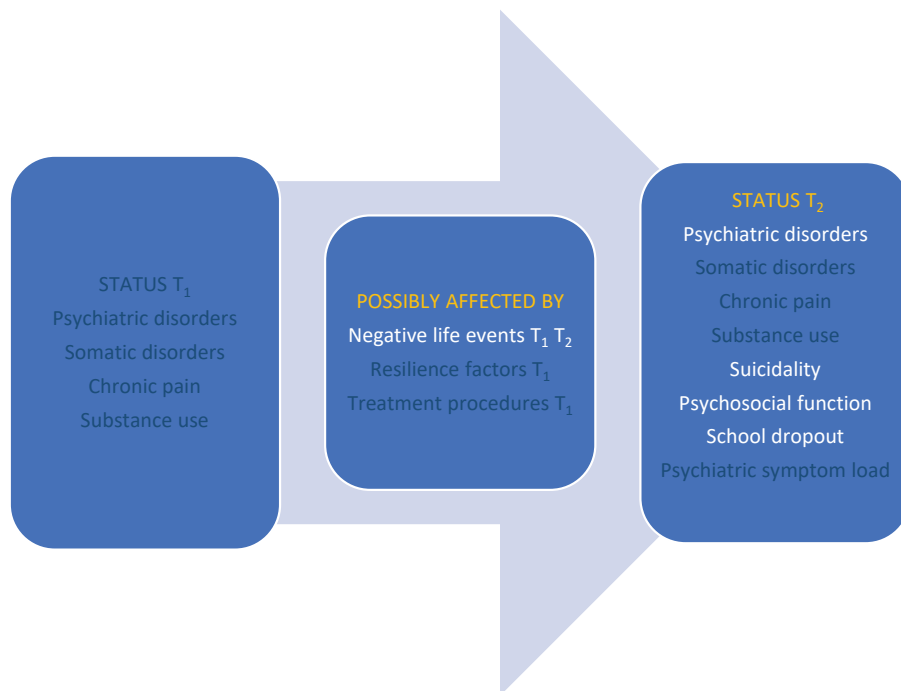 STATUS T₁
Psychiatric disorders
Somatic disorders
Chronic pain
Substance use
POSSIBLY AFFECTED BY
Negative life events T₁ T₂
Resilience factors T₁
Treatment procedures T₁
STATUS T₂
Psychiatric disorders
Somatic disorders
Chronic pain
Substance use
Suicidality
Psychosocial function
School dropout
Psychiatric symptom load